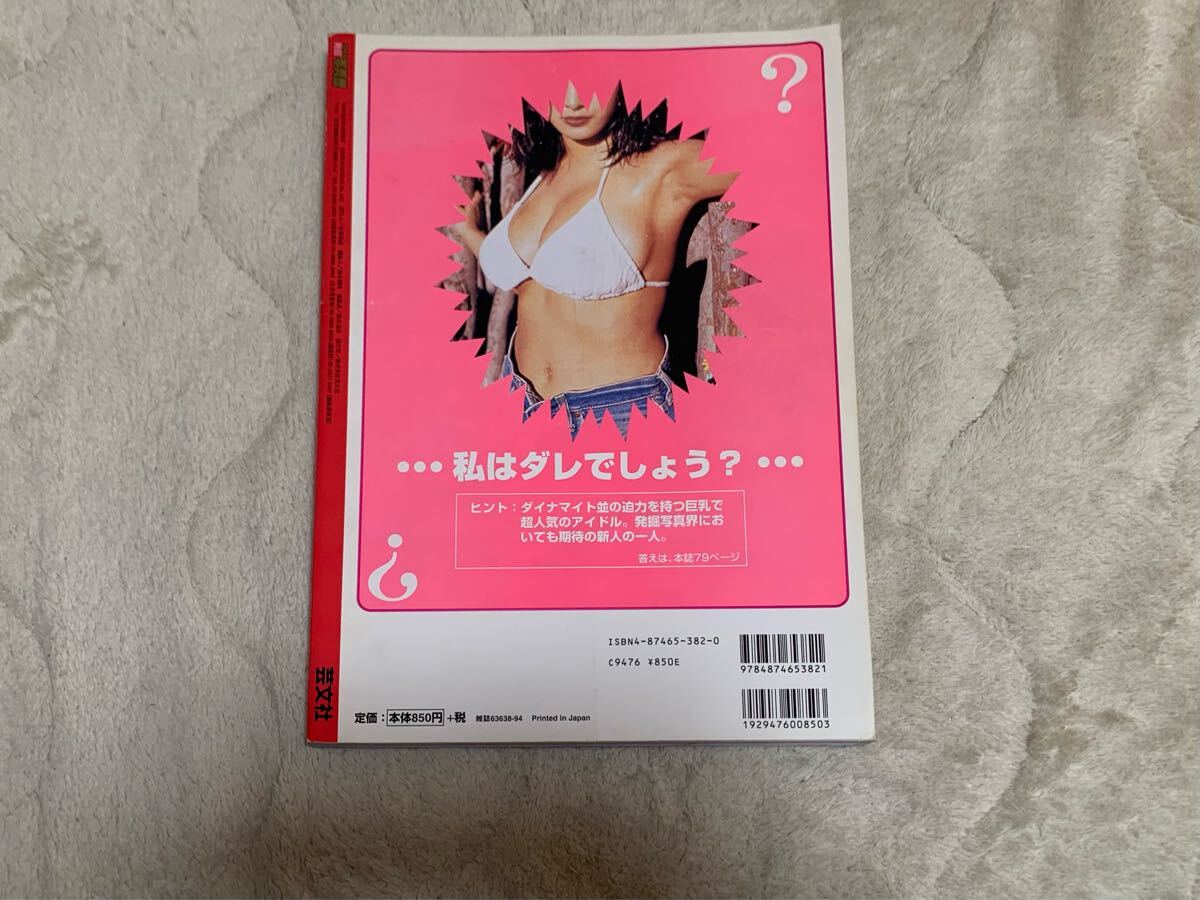 ?
… 私はダレでしょう? …
ヒント:ダイナマイト並の迫力を持つ巨乳で
超人気のアイドル。発掘写真界にお
いても期待の新人の一人。
答えは、本誌79ページ
?
ISBN4-87465-382-0
C9476 ¥850E
9784874653821
1929476008503
定価:本体850円+税 雑誌63638-94 Printed in Japan
芸文社